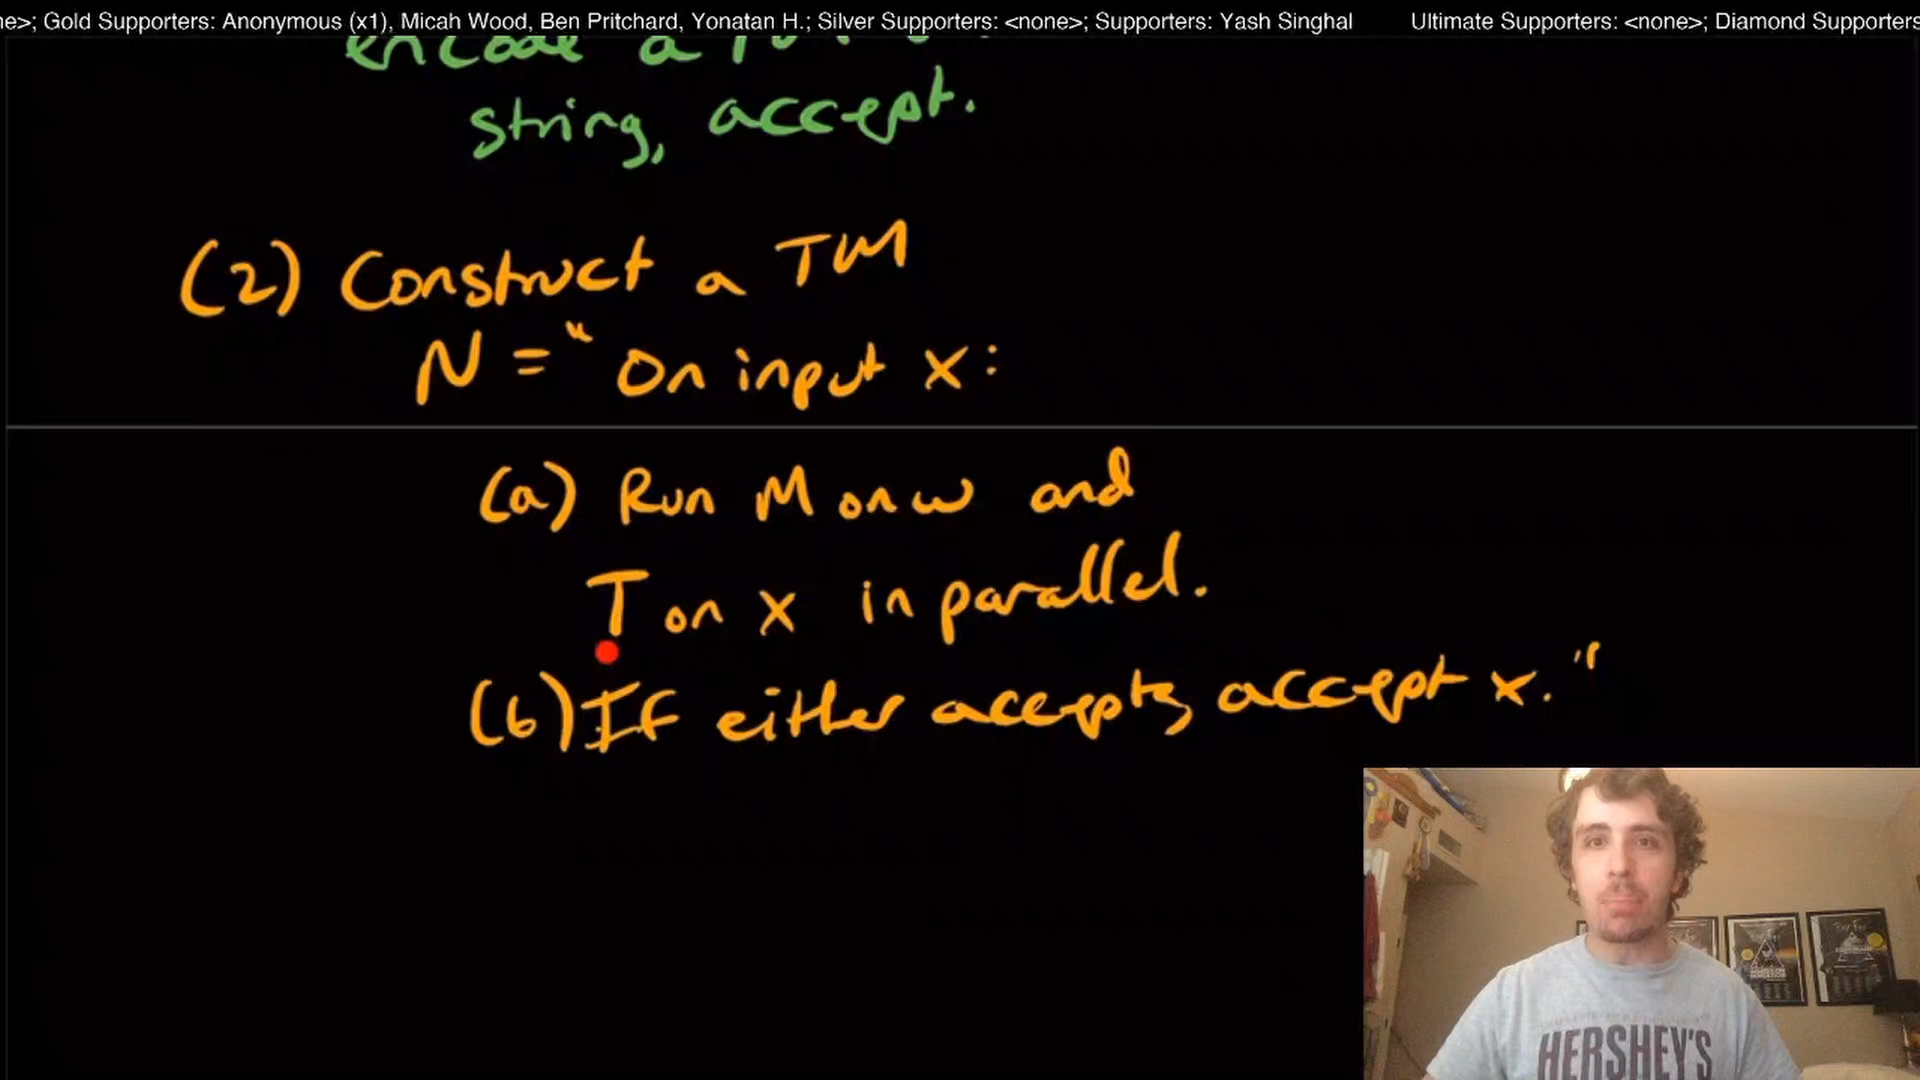 ne>; Gold Supporters: Anonymous (x1), Micah Wood, Ben Pritchard, Yonatan H.; Silver Supporters: <none>; Supporters: Yash Singhal Ultimate Supporters: <none>; Diamond Supporters
encode a
string, accept.
(2) Construct a TM
N = " On input x:
(a) Run M on w and
T on x in parallel.
(b) If either accepts, accept x."
HERSHEY'S